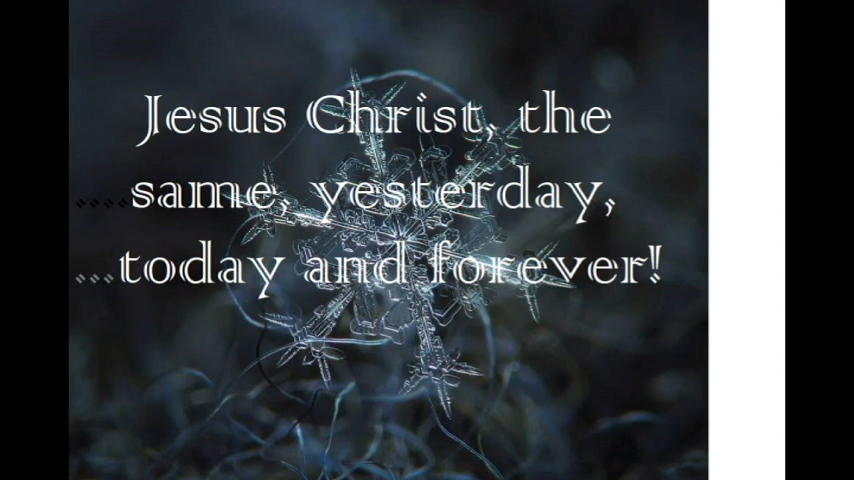 Jesus Christ, the
....same, yesterday,
...today and forever!